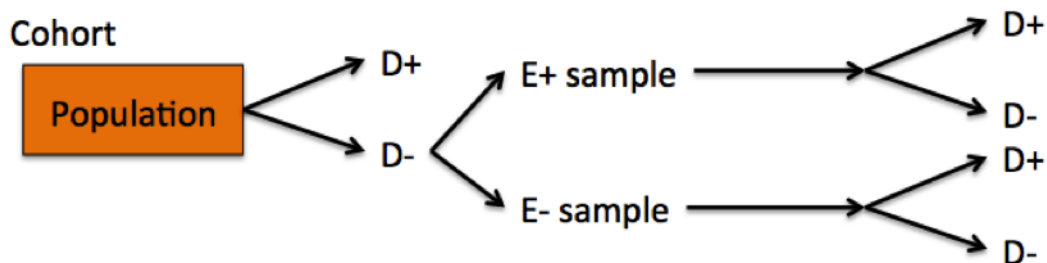 Cohort
Population
D+
D-
E+ sample
E- sample
D+
D-
D+
D-